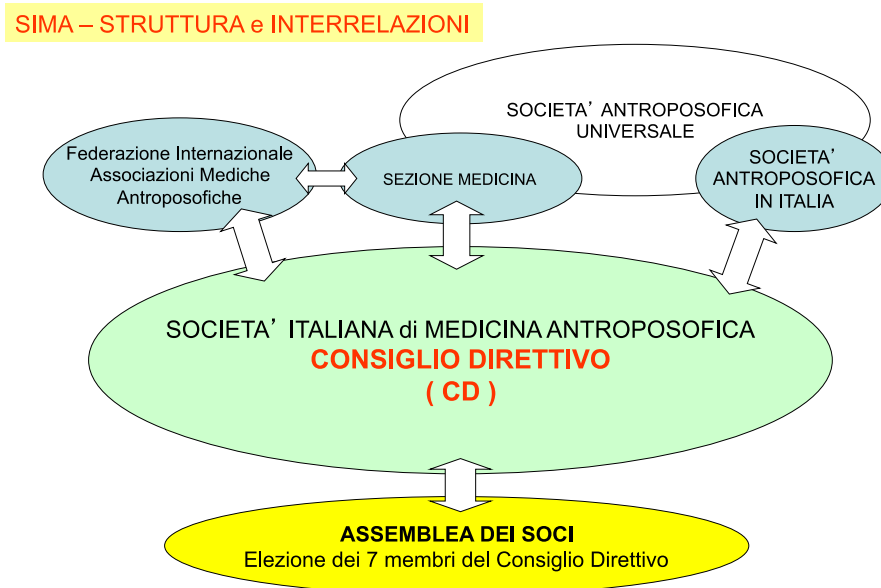 SIMA – STRUTTURA e INTERRELAZIONI
SOCIETA' ANTROPOSOFICA
UNIVERSALE
Federazione Internazionale
Associazioni Mediche
Antroposofiche
SEZIONE MEDICINA
SOCIETA'
ANTROPOSOFICA
IN ITALIA
SOCIETA' ITALIANA di MEDICINA ANTROPOSOFICA
CONSIGLIO DIRETTIVO
( CD )
ASSEMBLEA DEI SOCI
Elezione dei 7 membri del Consiglio Direttivo